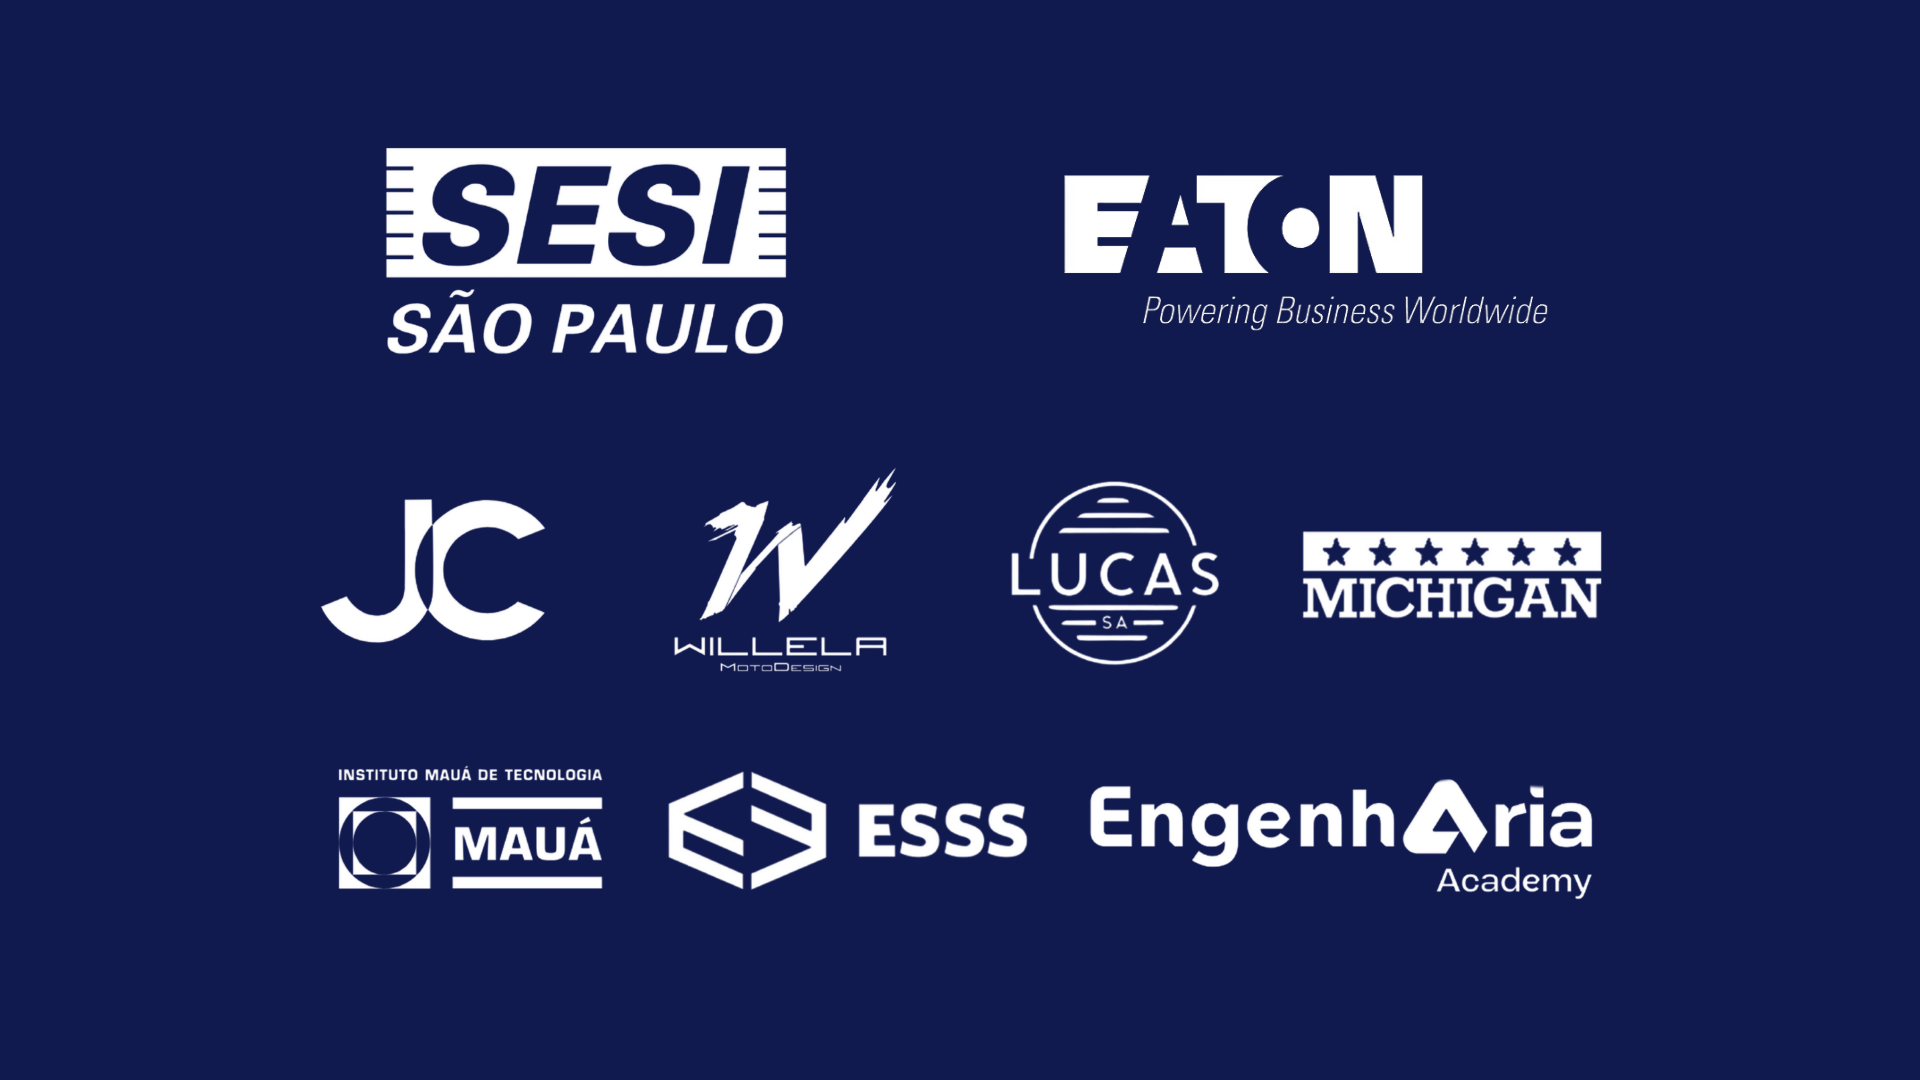 SESI
SÃO PAULO
EATON
Powering Business Worldwide
JC
W
WILLELA
MOTODESIGN
LUCAS
SA
MICHIGAN
INSTITUTO MAUÁ DE TECNOLOGIA
MAUÁ
ESSS
EngenhAria
Academy